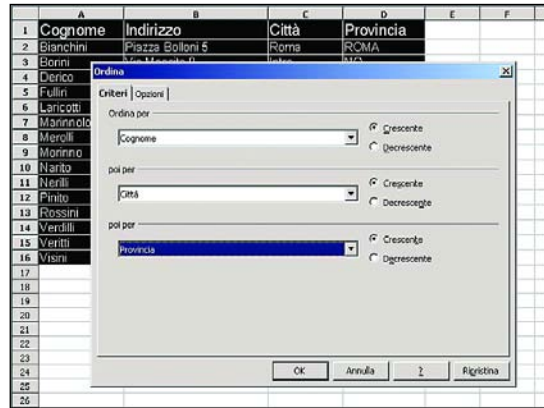 A B C D E F
1 Cognome Indirizzo Città Provincia
2 Bianchini Piazza Bolloni 5 Roma ROMA
3 Borini
4 Derico
5 Fulliri
6 Laricotti
7 Marinnolo
8 Merolli
9 Morinno
10 Narito
11 Nerilli
12 Pinito
13 Rossini
14 Verdilli
15 Veritti
16 Visini
17
18
19
20
21
22
23
24
25
26
Ordina
Criteri Opzioni
Ordina per
Cognome
Crescente
Decrescente
poi per
Città
Crescente
Decrescente
poi per
Provincia
Crescente
Decrescente
OK Annulla ? Ripristina